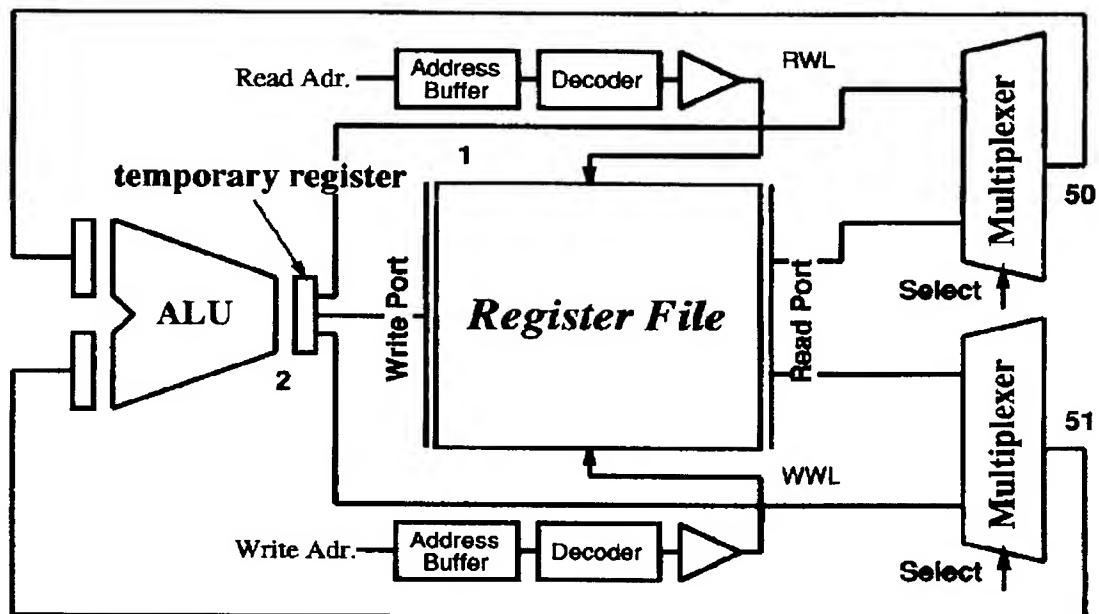 Read Adr.
Address
Buffer
Decoder
RWL
1
temporary register
Multiplexer
50
Select
ALU
2
Write Port
Register File
Read Port
Multiplexer
51
Select
WWL
Write Adr.
Address
Buffer
Decoder